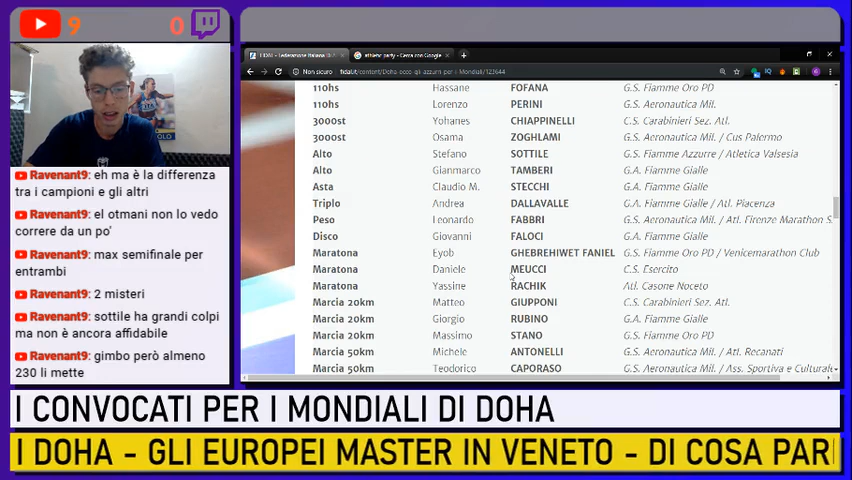 9 0
FIDAL - Federazione Italiana Di A
athletic party - Cerca con Google
Non sicuro fidal.it/content/Doha-ecco-gli-azzurri-per-i-Mondiali/123644
Ravenant9: eh ma è la differenza
tra i campioni e gli altri
Ravenant9: el otmani non lo vedo
correre da un po'
Ravenant9: max semifinale per
entrambi
Ravenant9: 2 misteri
Ravenant9: sottile ha grandi colpi
ma non è ancora affidabile
Ravenant9: gimbo però almeno
230 li mette
110hs Hassane FOFANA G.S. Fiamme Oro PD
110hs Lorenzo PERINI G.S. Aeronautica Mil.
3000st Yohanes CHIAPPINELLI C.S. Carabinieri Sez. Atl.
3000st Osama ZOGHLAMI G.S. Aeronautica Mil. / Cus Palermo
Alto Stefano SOTTILE G.S. Fiamme Azzurre / Atletica Valsesia
Alto Gianmarco TAMBERI G.A. Fiamme Gialle
Asta Claudio M. STECCHI G.A. Fiamme Gialle
Triplo Andrea DALLAVALLE G.A. Fiamme Gialle / Atl. Piacenza
Peso Leonardo FABBRI G.S. Aeronautica Mil. / Atl. Firenze Marathon S.
Disco Giovanni FALOCI G.A. Fiamme Gialle
Maratona Eyob GHEBREHIWET FANIEL G.S. Fiamme Oro PD / Venicemarathon Club
Maratona Daniele MEUCCI C.S. Esercito
Maratona Yassine RACHIK Atl. Casone Noceto
Marcia 20km Matteo GIUPPONI C.S. Carabinieri Sez. Atl.
Marcia 20km Giorgio RUBINO G.A. Fiamme Gialle
Marcia 20km Massimo STANO G.S. Fiamme Oro PD
Marcia 50km Michele ANTONELLI G.S. Aeronautica Mil. / Atl. Recanati
Marcia 50km Teodorico CAPORASO G.S. Aeronautica Mil. / Ass. Sportiva e Culturale
I CONVOCATI PER I MONDIALI DI DOHA
I DOHA - GLI EUROPEI MASTER IN VENETO - DI COSA PAR